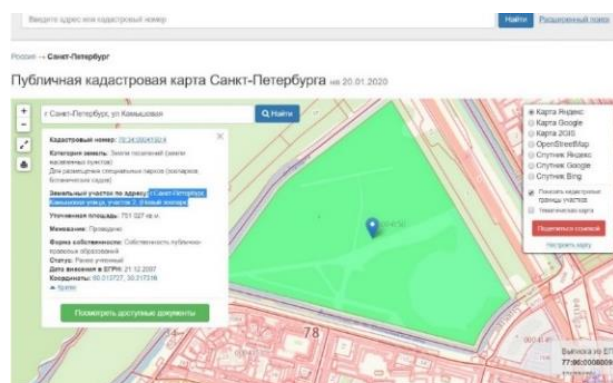 Введите адрес или кадастровый номер
Найти
Расширенный поиск
Россия → Санкт-Петербург
Публичная кадастровая карта Санкт-Петербурга на 20.01.2020
г Санкт-Петербург, ул Камышовая
Найти
Кадастровый номер:
Категория земель: Земли поселений (земли
населенных пунктов)
Для размещения специальных парков (зоопарков,
ботанических садов)
Земельный участок по адресу: г.Санкт-Петербург,
Камышовая улица, участок 2, (Новый зоопарк)
Уточненная площадь: 751 027 кв.м.
Межевание: Проведено
Форма собственности: Собственность публично-
правовых образований
Статус: Ранее учтенный
Дата внесения в ЕГРН: 21.12.2007
Координаты:
Посмотреть доступные документы
Карта Яндекс
Карта Google
Карта 2GIS
OpenStreetMap
Спутник Яндекс
Спутник Google
Спутник Bing
Показать кадастровые
границы участков
Тематическая карта
Поделиться ссылкой
Настроить карту
78
Выписка из ЕГ